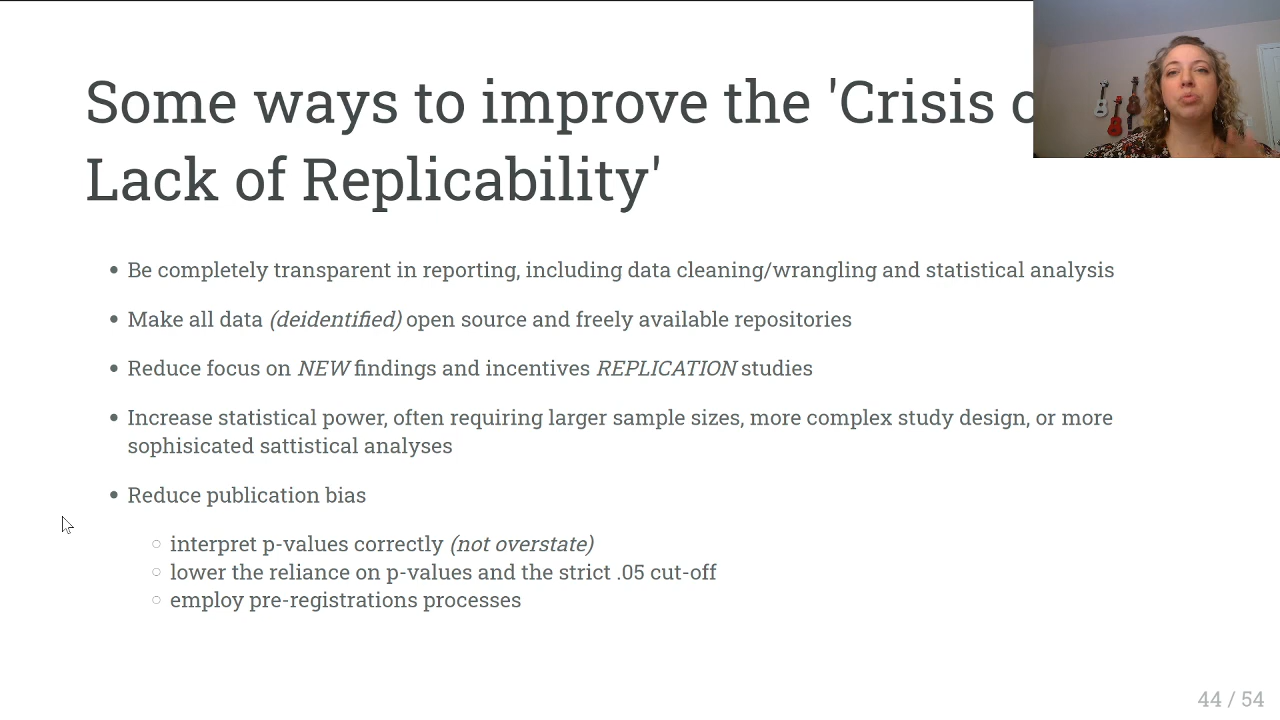 Some ways to improve the 'Crisis
Lack of Replicability'
• Be completely transparent in reporting, including data cleaning/wrangling and statistical analysis
• Make all data (deidentified) open source and freely available repositories
• Reduce focus on NEW findings and incentives REPLICATION studies
• Increase statistical power, often requiring larger sample sizes, more complex study design, or more
sophisicated sattistical analyses
• Reduce publication bias
○ interpret p-values correctly (not overstate)
○ lower the reliance on p-values and the strict .05 cut-off
○ employ pre-registrations processes
44 / 54